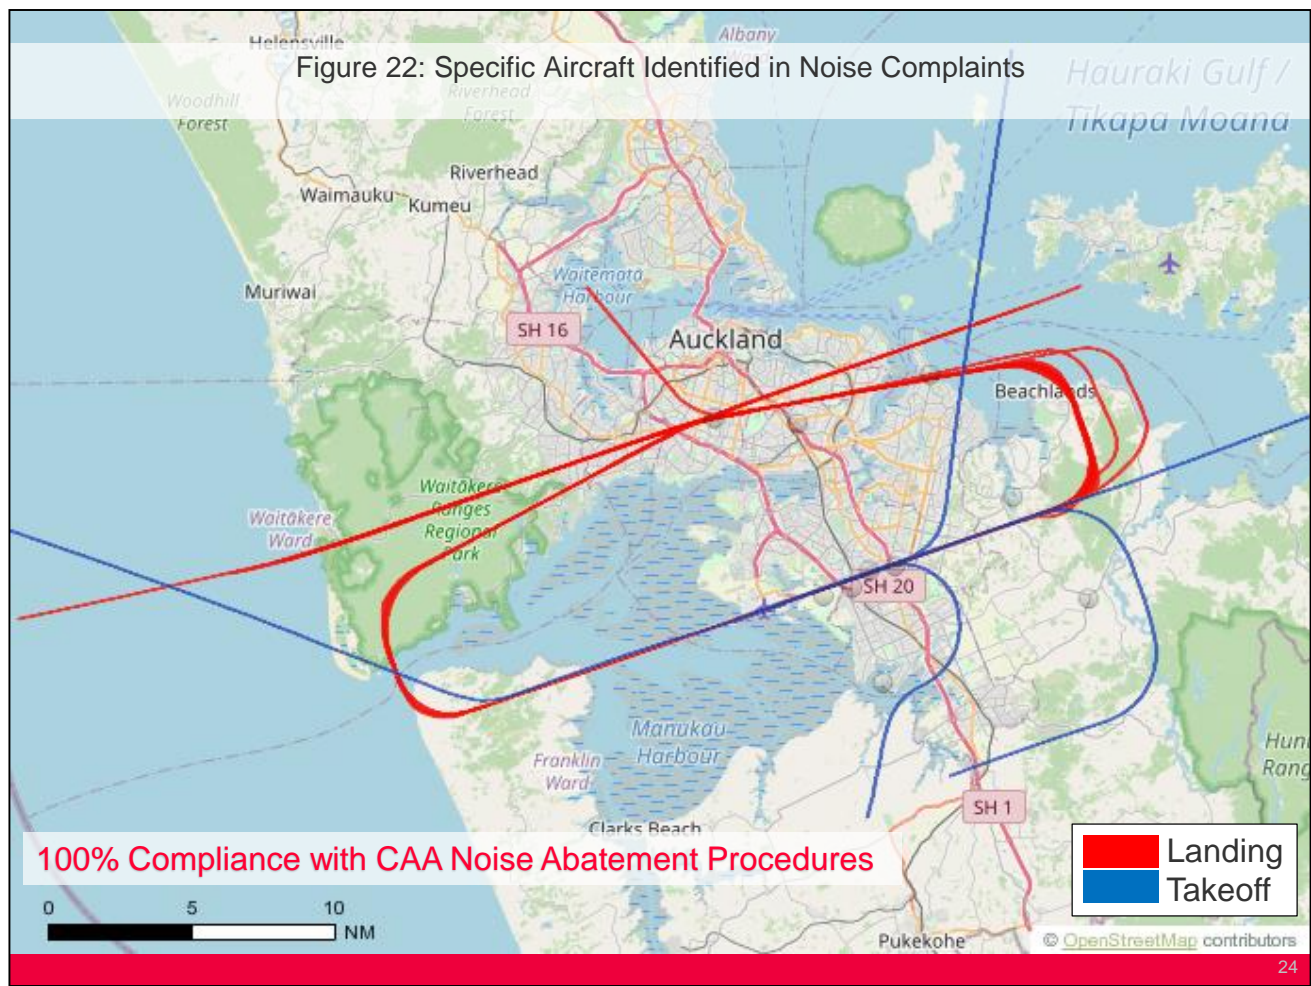 Helensville
Albany
Ward
Figure 22: Specific Aircraft Identified in Noise Complaints
Hauraki Gulf /
Tīkapa Moana
Woodhill
Forest
Riverhead
Forest
Riverhead
Waimauku
Kumeu
Muriwai
Waitematā
Harbour
SH 16
Auckland
Beachlands
Waitākere
Ranges
Regional
Park
Waitākere
Ward
SH 20
Manukau
Harbour
Franklin
Ward
SH 1
Clarks Beach
100% Compliance with CAA Noise Abatement Procedures
Landing
Takeoff
0 5 10
NM
Pukekohe
© OpenStreetMap contributors
24